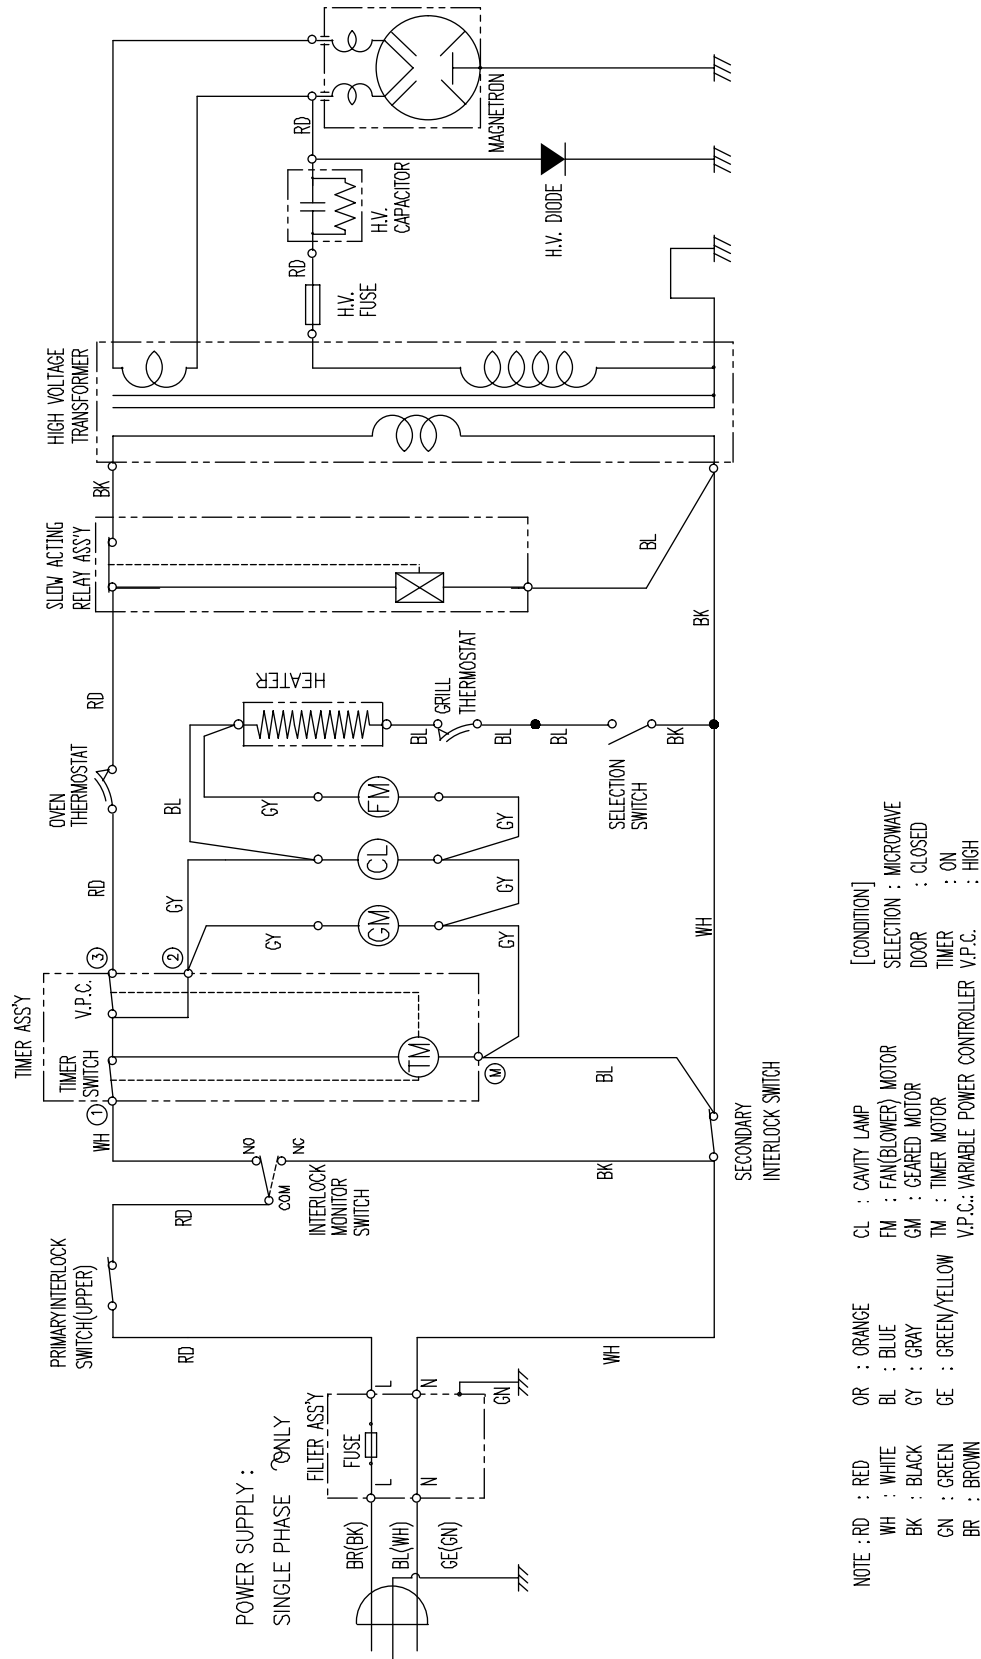 POWER SUPPLY :
SINGLE PHASE ~ ONLY
BR(BK)
BL(WH)
GE(GN)
FILTER ASS'Y
FUSE
L
N
L
N
GN
RD
WH
PRIMARYINTERLOCK
SWITCH(UPPER)
RD
COM
NO
NC
INTERLOCK
MONITOR
SWITCH
BK
SECONDARY
INTERLOCK SWITCH
WH
TIMER ASS'Y
1
TIMER
SWITCH
V.P.C.
3
2
TM
M
BL
RD
GY
GY
GM
GY
CL
GY
BL
GY
FM
GY
WH
OVEN
THERMOSTAT
RD
HEATER
BL
GRILL
THERMOSTAT
BL
BL
SELECTION
SWITCH
BK
BK
SLOW ACTING
RELAY ASS'Y
BL
BK
HIGH VOLTAGE
TRANSFORMER
H.V.
FUSE
RD
H.V.
CAPACITOR
RD
H.V. DIODE
MAGNETRON
NOTE : RD : RED
WH : WHITE
BK : BLACK
GN : GREEN
BR : BROWN
OR : ORANGE
BL : BLUE
GY : GRAY
GE : GREEN/YELLOW
CL : CAVITY LAMP
FM : FAN(BLOWER) MOTOR
GM : GEARED MOTOR
TM : TIMER MOTOR
V.P.C.: VARIABLE POWER CONTROLLER
[CONDITION]
SELECTION : MICROWAVE
DOOR : CLOSED
TIMER : ON
V.P.C. : HIGH